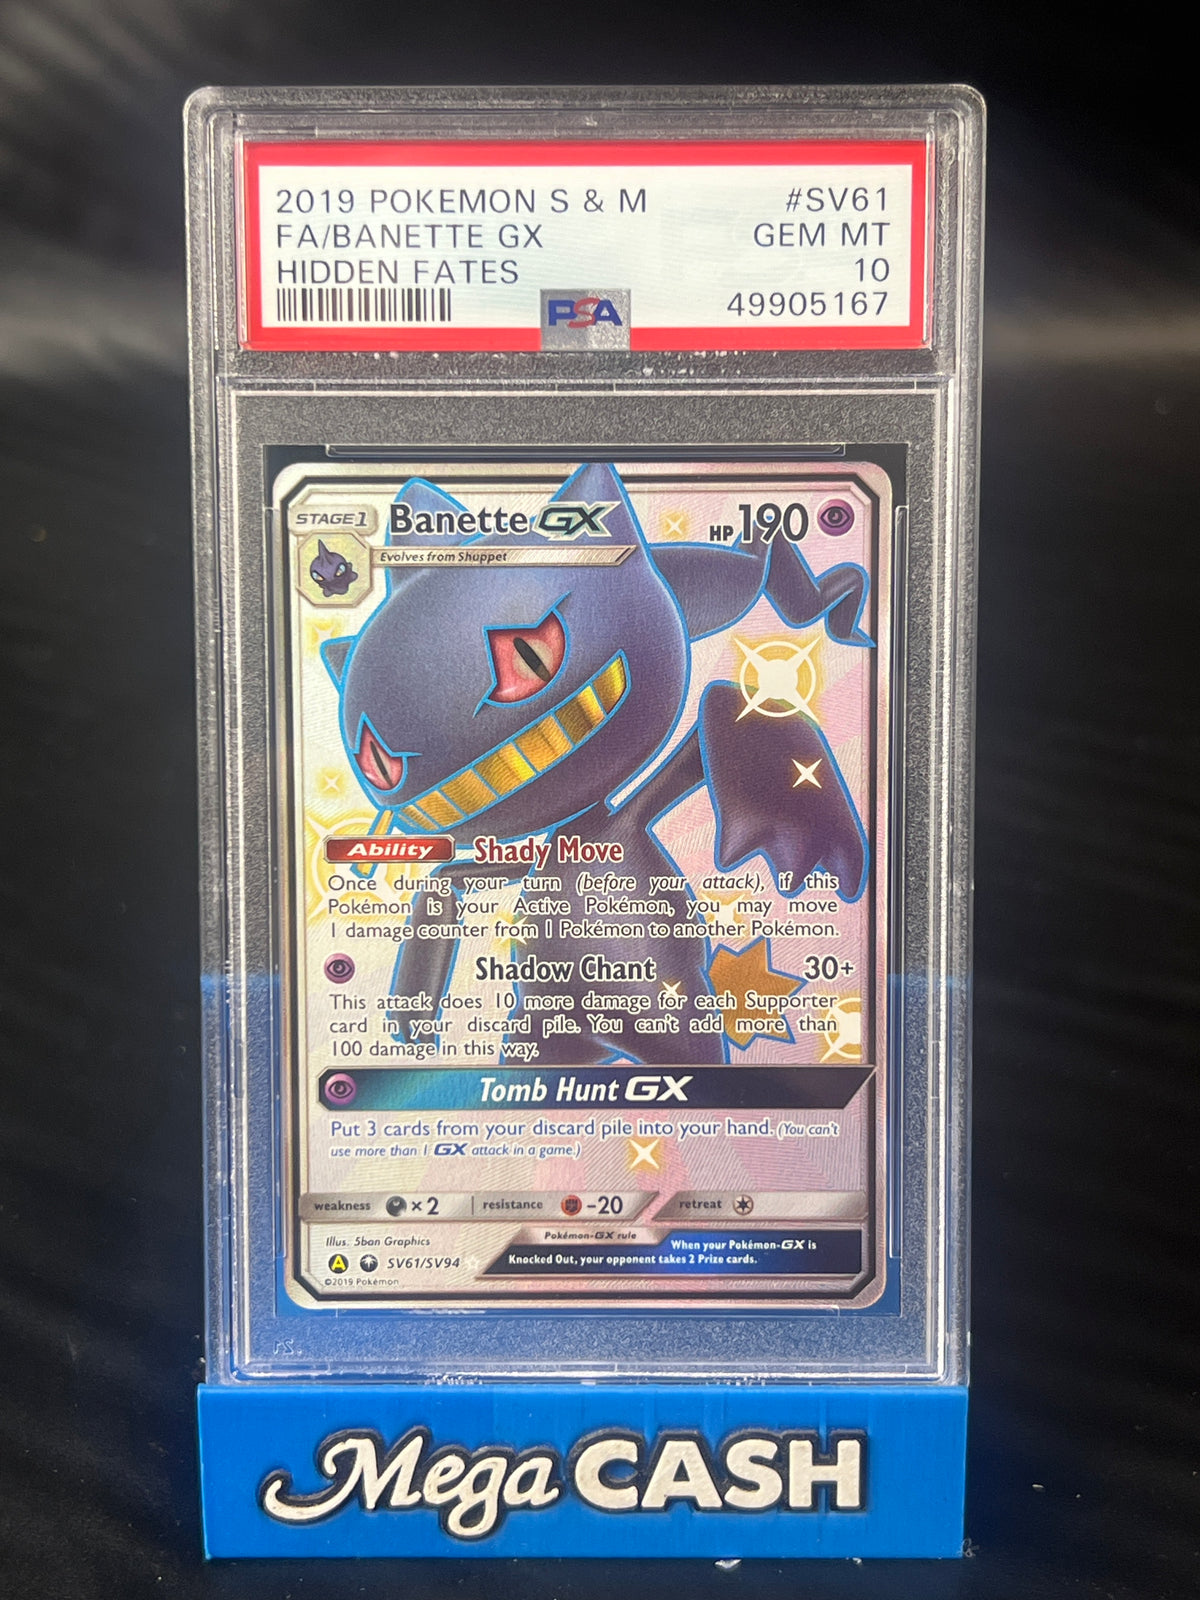 2019 POKEMON S & M #SV61
FA/BANETTE GX GEM MT
HIDDEN FATES 10
PSA 49905167
STAGE 1 Banette GX HP 190
Evolves from Shuppet
Ability Shady Move
Once during your turn (before your attack), if this
Pokémon is your Active Pokémon, you may move
1 damage counter from 1 Pokémon to another Pokémon.
Shadow Chant 30+
This attack does 10 more damage for each Supporter
card in your discard pile. You can't add more than
100 damage in this way.
Tomb Hunt GX
Put 3 cards from your discard pile into your hand. (You can't
use more than 1 GX attack in a game.)
weakness ×2 resistance -20 retreat
Illus. 5ban Graphics Pokémon-GX rule When your Pokémon-GX is
A SV61/SV94 Knocked Out, your opponent takes 2 Prize cards.
©2019 Pokémon
Mega CASH